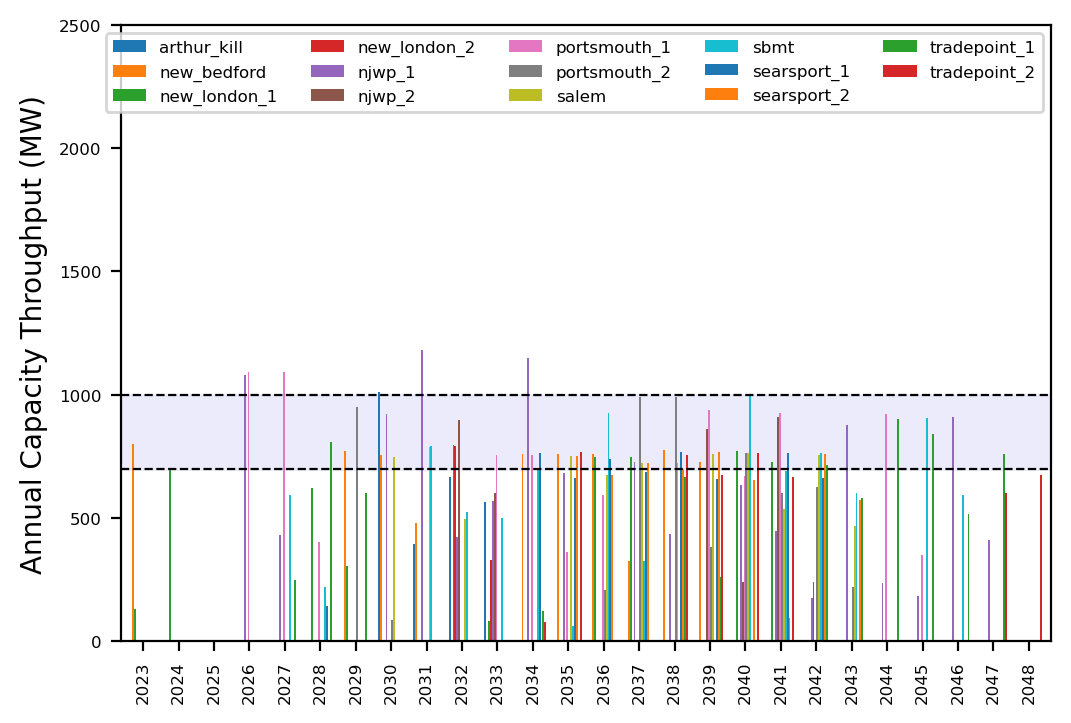 Annual Capacity Throughput (MW)
2500
2000
1500
1000
500
0
arthur_kill
new_bedford
new_london_1
new_london_2
njwp_1
njwp_2
portsmouth_1
portsmouth_2
salem
sbmt
searsport_1
searsport_2
tradepoint_1
tradepoint_2
2023
2024
2025
2026
2027
2028
2029
2030
2031
2032
2033
2034
2035
2036
2037
2038
2039
2040
2041
2042
2043
2044
2045
2046
2047
2048